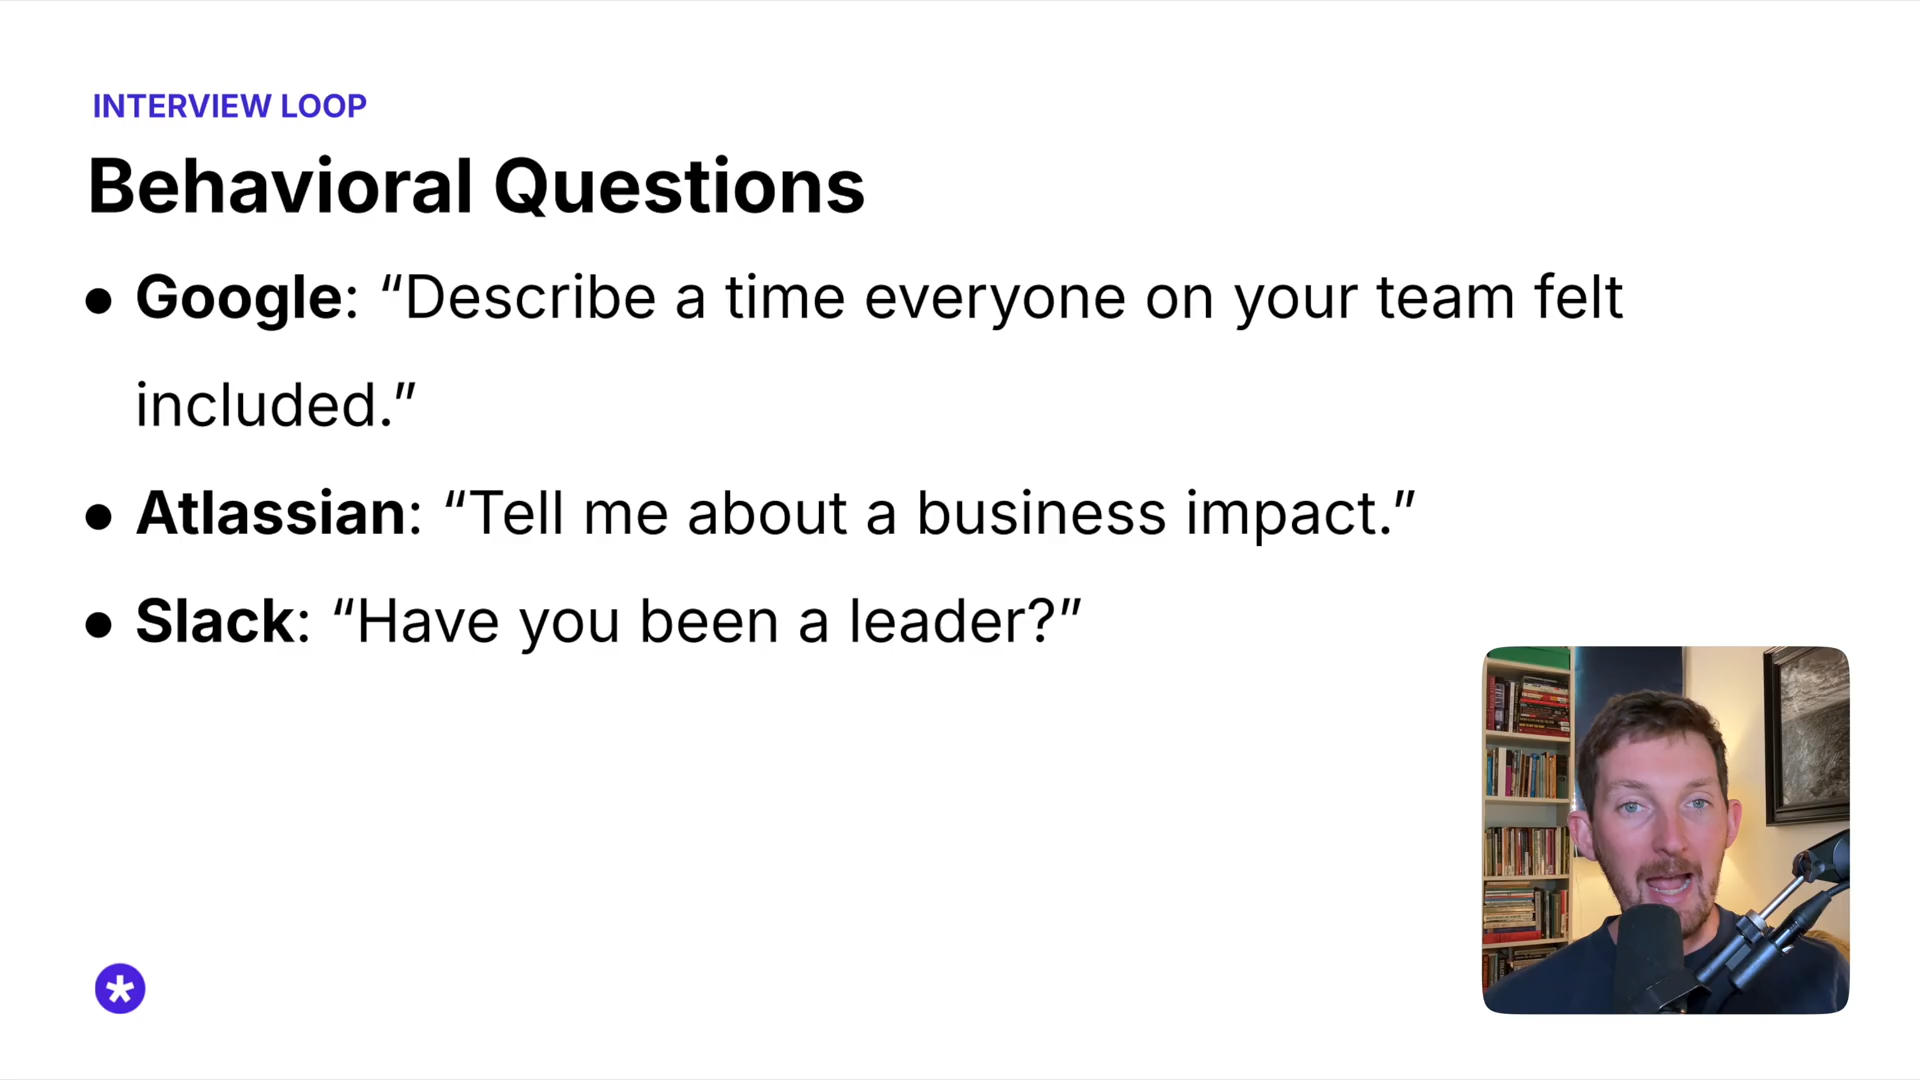 INTERVIEW LOOP
Behavioral Questions
● Google: “Describe a time everyone on your team felt
included.”
● Atlassian: “Tell me about a business impact.”
● Slack: “Have you been a leader?”